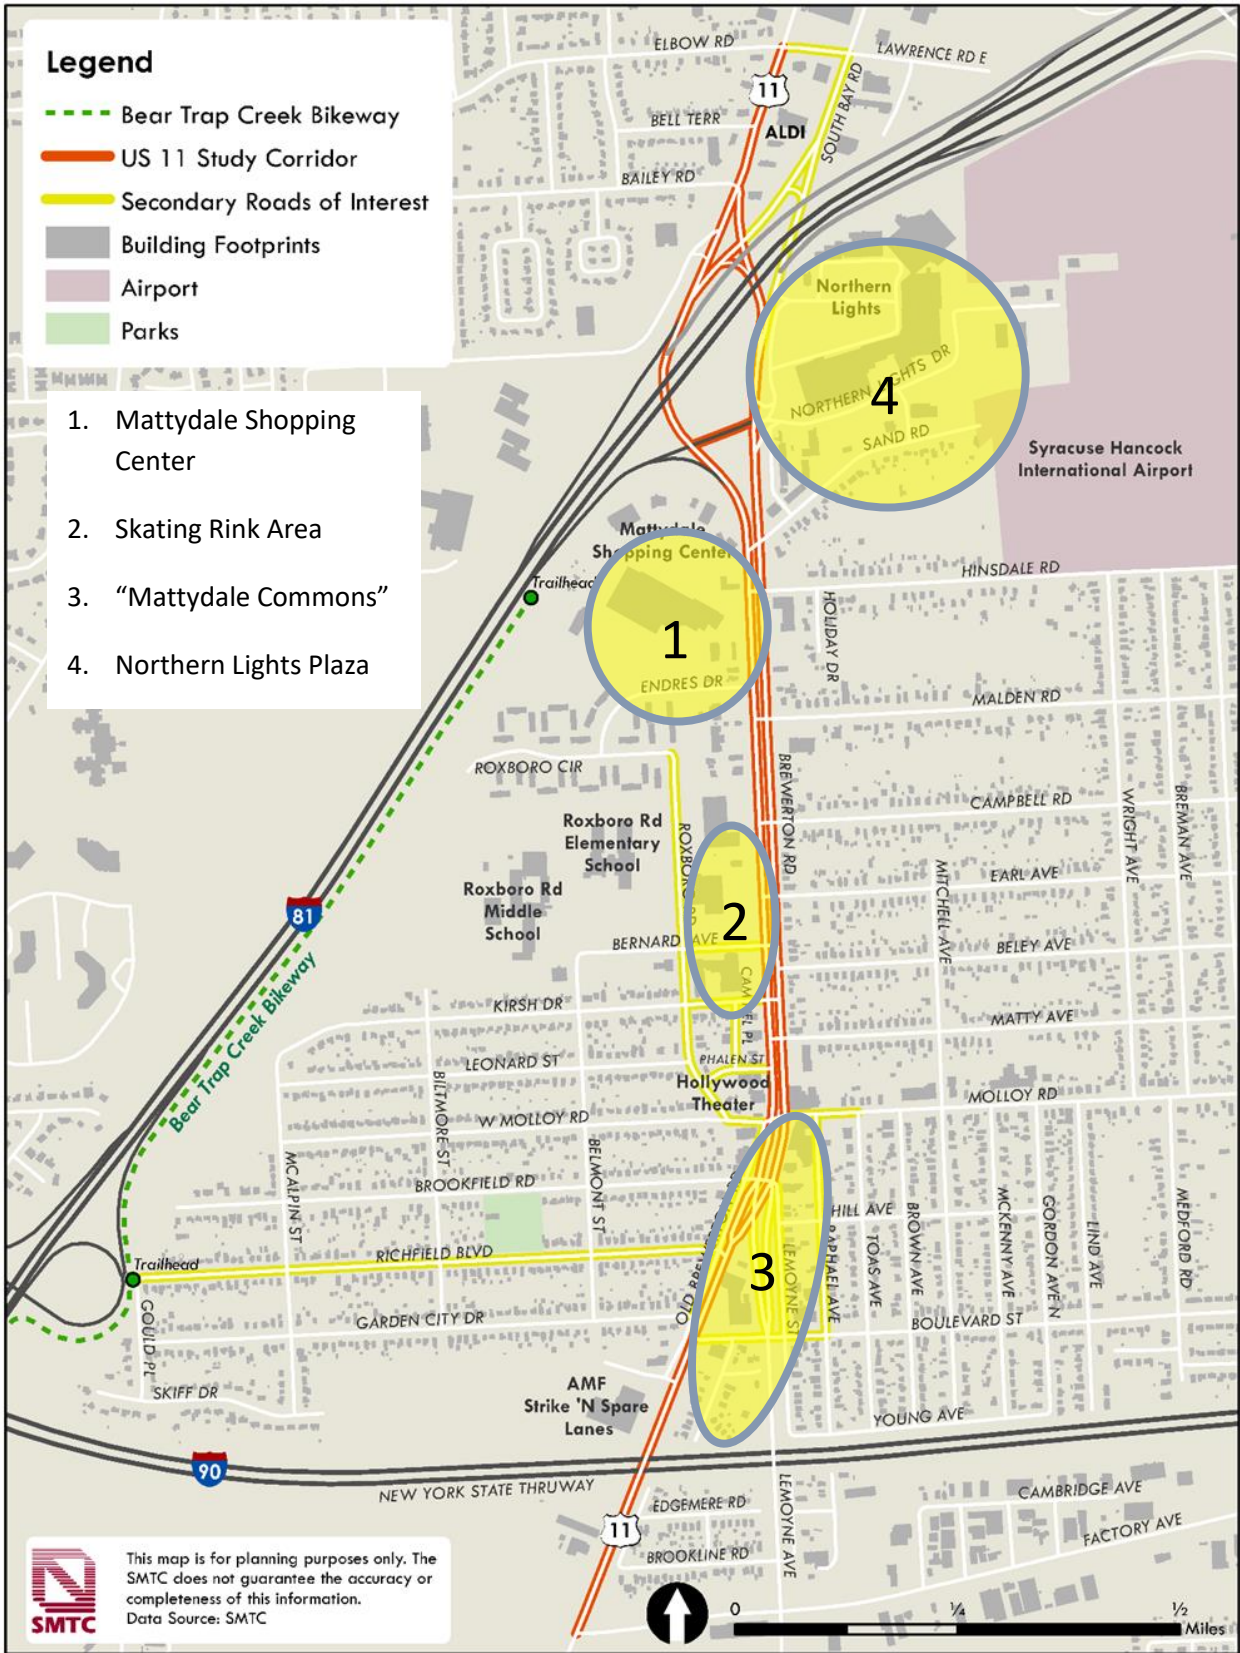 Legend
Bear Trap Creek Bikeway
US 11 Study Corridor
Secondary Roads of Interest
Building Footprints
Airport
Parks
1. Mattydale Shopping
Center
2. Skating Rink Area
3. “Mattydale Commons”
4. Northern Lights Plaza
ELBOW RD
LAWRENCE RD E
11
SOUTH BAY RD
BELL TERR
ALDI
BAILEY RD
Northern
Lights
NORTHERN LIGHTS DR
4
SAND RD
Syracuse Hancock
International Airport
Mattydale
Shopping Center
Trailhead
HINSDALE RD
HOLIDAY DR
1
ENDRES DR
MALDEN RD
ROXBORO CIR
BREWERTON RD
CAMPBELL RD
WRIGHT AVE
BREMAN AVE
Roxboro Rd
Elementary
School
ROXBORO RD
EARL AVE
MITCHELL AVE
Roxboro Rd
Middle
School
81
2
BERNARD AVE
BELEY AVE
Bear Trap Creek Bikeway
KIRSH DR
MATTY AVE
LEONARD ST
PHALEN ST
Hollywood
Theater
BILTMORE ST
W MOLLOY RD
MOLLOY RD
MCALPIN ST
BELMONT ST
BROOKFIELD RD
HILL AVE
RAPHAEL AVE
TOAS AVE
BROWN AVE
MCKENNY AVE
GORDON AVE N
LIND AVE
MEDFORD RD
RICHFIELD BLVD
Trailhead
3
LEMOYNE ST
GOULD PL
GARDEN CITY DR
BOULEVARD ST
SKIFF DR
AMF
Strike 'N Spare
Lanes
YOUNG AVE
90
NEW YORK STATE THRUWAY
LEMOYNE AVE
CAMBRIDGE AVE
EDGEMERE RD
11
FACTORY AVE
BROOKLINE RD
SMTC
This map is for planning purposes only. The
SMTC does not guarantee the accuracy or
completeness of this information.
Data Source: SMTC
0 ¼ ½
Miles